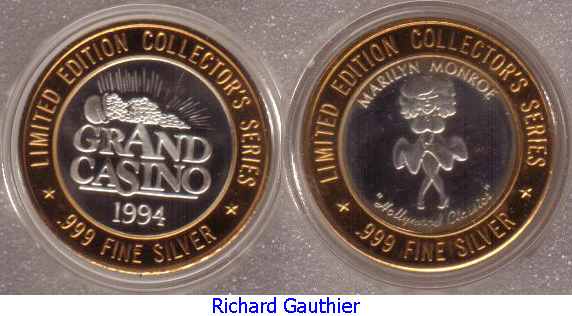 LIMITED EDITION COLLECTOR'S SERIES
GRAND
CASINO
1994
★ .999 FINE SILVER ★
LIMITED EDITION COLLECTOR'S SERIES
MARILYN MONROE
"Hollywood Classics"
★ .999 FINE SILVER ★
Richard Gauthier